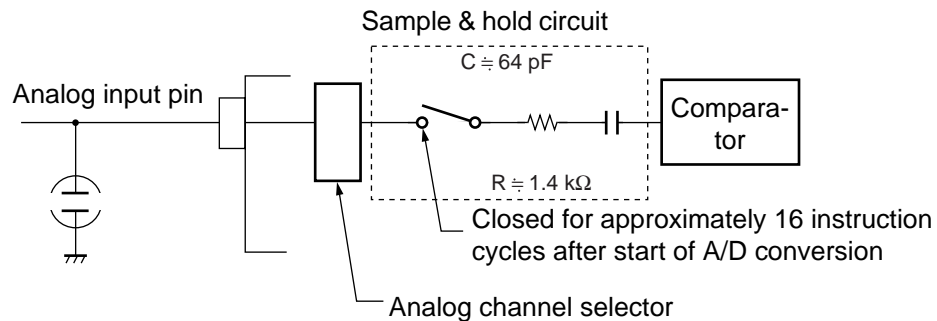 Sample & hold circuit
C ≒ 64 pF
Analog input pin
Compara-
tor
R ≒ 1.4 kΩ
Closed for approximately 16 instruction
cycles after start of A/D conversion
Analog channel selector